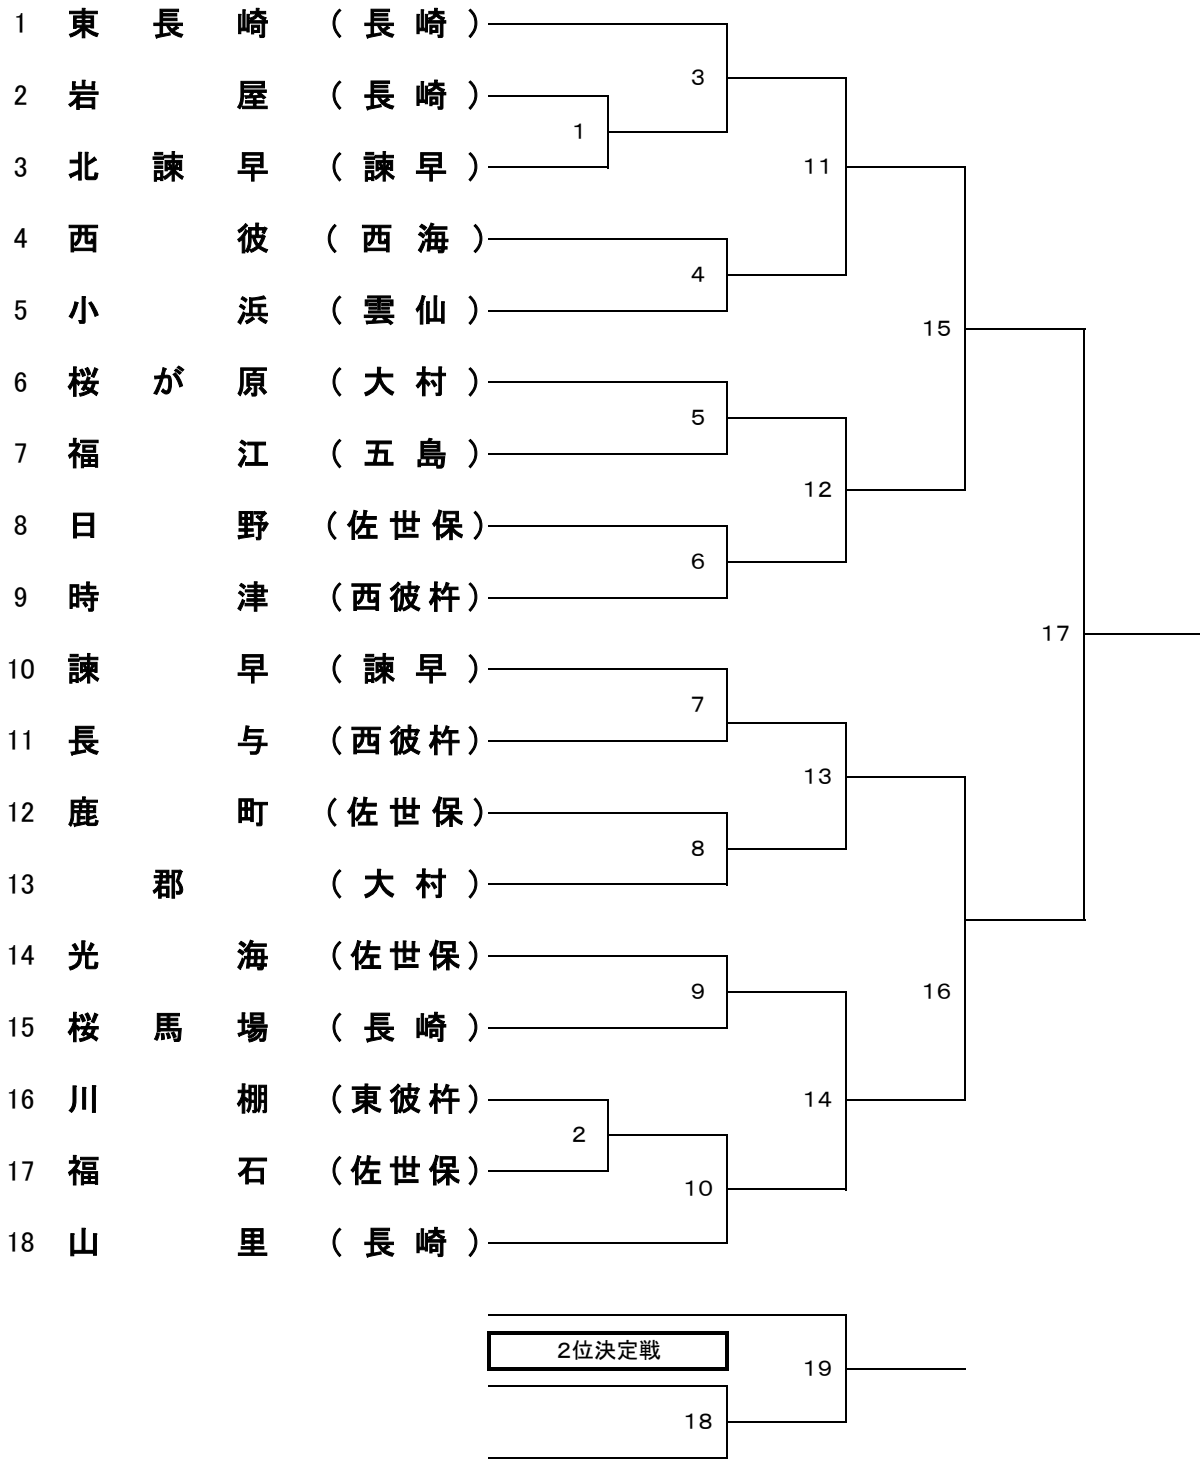 1 東長崎 (長崎)
3
2 岩屋 (長崎)
1
3 北諫早 (諫早)
11
4 西彼 (西海)
4
5 小浜 (雲仙)
15
6 桜が原 (大村)
5
7 福江 (五島)
12
8 日野 (佐世保)
6
9 時津 (西彼杵)
17
10 諫早 (諫早)
7
11 長与 (西彼杵)
13
12 鹿町 (佐世保)
8
13 郡 (大村)
14 光海 (佐世保)
9
16
15 桜馬場 (長崎)
16 川棚 (東彼杵)
14
2
17 福石 (佐世保)
10
18 山里 (長崎)
2位決定戦
19
18